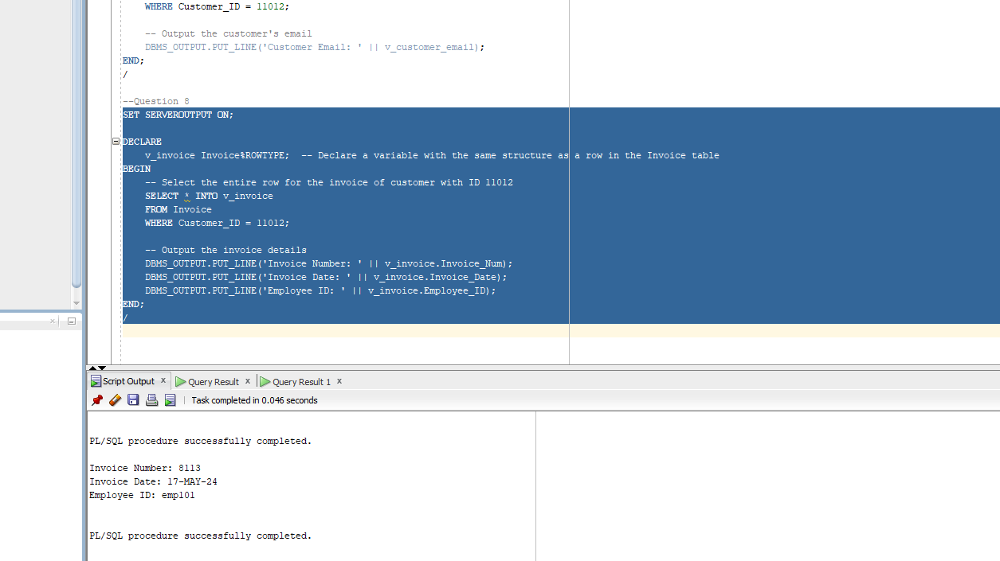 WHERE Customer_ID = 11012;
-- Output the customer's email
DBMS_OUTPUT.PUT_LINE('Customer Email: ' || v_customer_email);
END;
/
--Question 8
SET SERVEROUTPUT ON;
DECLARE
v_invoice Invoice%ROWTYPE;  -- Declare a variable with the same structure as a row in the Invoice table
BEGIN
-- Select the entire row for the invoice of customer with ID 11012
SELECT * INTO v_invoice
FROM Invoice
WHERE Customer_ID = 11012;
-- Output the invoice details
DBMS_OUTPUT.PUT_LINE('Invoice Number: ' || v_invoice.Invoice_Num);
DBMS_OUTPUT.PUT_LINE('Invoice Date: ' || v_invoice.Invoice_Date);
DBMS_OUTPUT.PUT_LINE('Employee ID: ' || v_invoice.Employee_ID);
END;
/
Script Output x Query Result x Query Result 1 x
Task completed in 0.046 seconds
PL/SQL procedure successfully completed.
Invoice Number: 8113
Invoice Date: 17-MAY-24
Employee ID: emp101
PL/SQL procedure successfully completed.